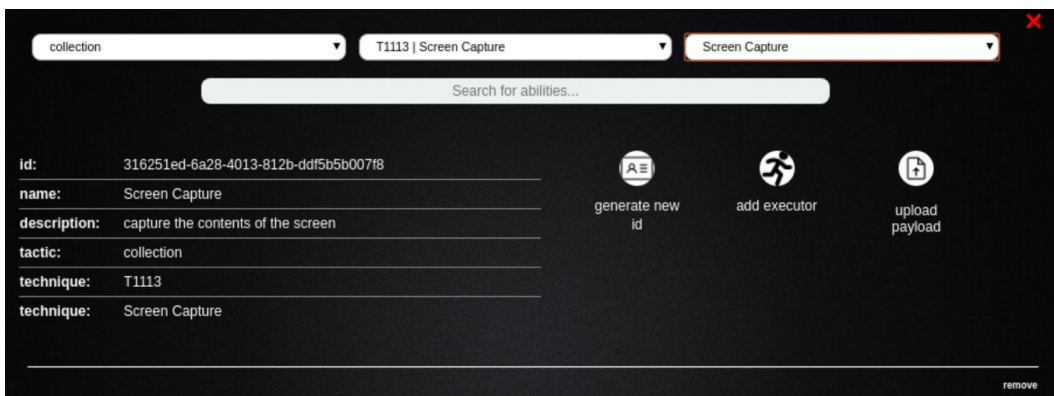 collection
T1113 | Screen Capture
Screen Capture
Search for abilities...
id: 316251ed-6a28-4013-812b-ddf5b5b007f8
name: Screen Capture
description: capture the contents of the screen
tactic: collection
technique: T1113
technique: Screen Capture
generate new
id
add executor
upload
payload
remove